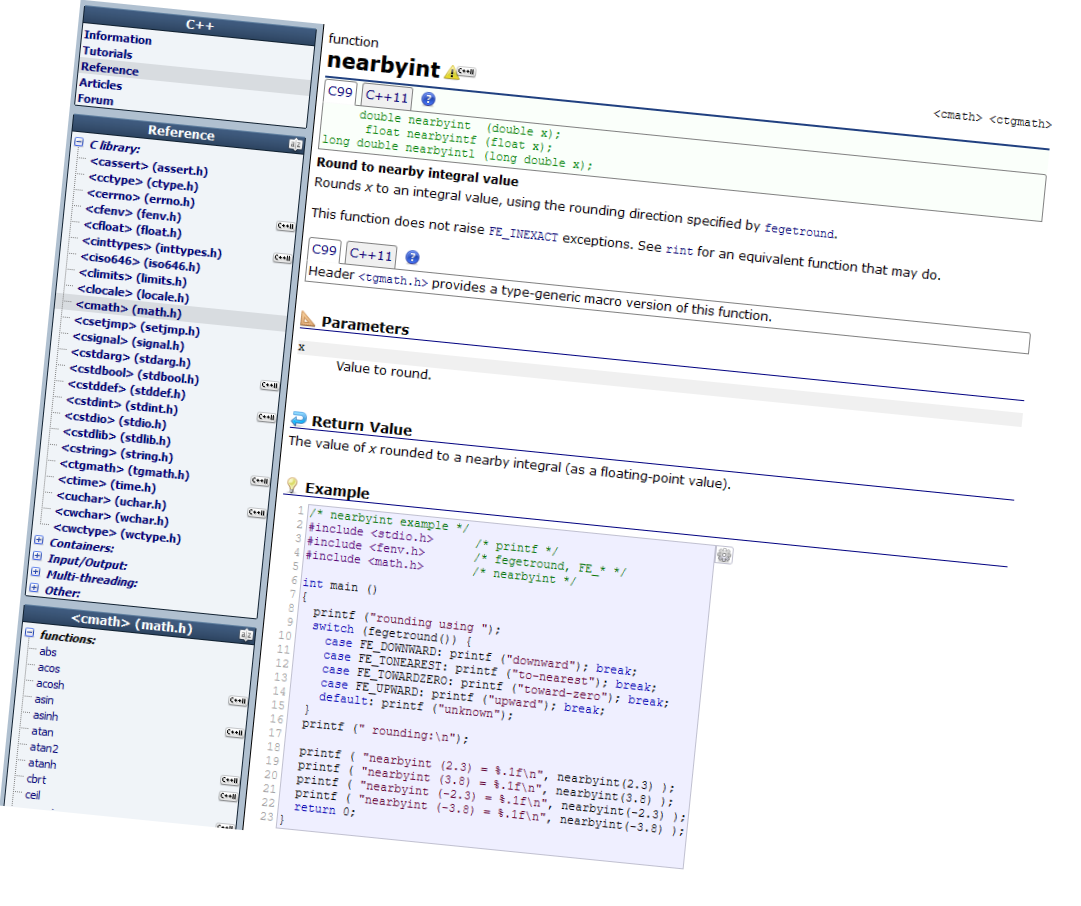 C++
Information
Tutorials
Reference
Articles
Forum
Reference
C library:
<cassert> (assert.h)
<cctype> (ctype.h)
<cerrno> (errno.h)
<cfenv> (fenv.h)
<cfloat> (float.h)
<cinttypes> (inttypes.h)
<ciso646> (iso646.h)
<climits> (limits.h)
<clocale> (locale.h)
<cmath> (math.h)
<csetjmp> (setjmp.h)
<csignal> (signal.h)
<cstdarg> (stdarg.h)
<cstdbool> (stdbool.h)
<cstddef> (stddef.h)
<cstdint> (stdint.h)
<cstdio> (stdio.h)
<cstdlib> (stdlib.h)
<cstring> (string.h)
<ctgmath> (tgmath.h)
<ctime> (time.h)
<cuchar> (uchar.h)
<cwchar> (wchar.h)
<cwctype> (wctype.h)
Containers:
Input/Output:
Multi-threading:
Other:
<cmath> (math.h)
functions:
abs
acos
acosh
asin
asinh
atan
atan2
atanh
cbrt
ceil
function
nearbyint
<cmath> <ctgmath>
C99 C++11 ?
double nearbyint (double x);
float nearbyintf (float x);
long double nearbyintl (long double x);
Round to nearby integral value
Rounds x to an integral value, using the rounding direction specified by fegetround.
This function does not raise FE_INEXACT exceptions. See rint for an equivalent function that may do.
C99 C++11 ?
Header <tgmath.h> provides a type-generic macro version of this function.
Parameters
x
Value to round.
Return Value
The value of x rounded to a nearby integral (as a floating-point value).
Example
1 /* nearbyint example */
2 #include <stdio.h> /* printf */
3 #include <fenv.h> /* fegetround, FE_* */
4 #include <math.h> /* nearbyint */
5
6 int main ()
7 {
8 printf ("rounding using ");
9 switch (fegetround()) {
10 case FE_DOWNWARD: printf ("downward"); break;
11 case FE_TONEAREST: printf ("to-nearest"); break;
12 case FE_TOWARDZERO: printf ("toward-zero"); break;
13 case FE_UPWARD: printf ("upward"); break;
14 default: printf ("unknown");
15 }
16 printf (" rounding:\n");
17
18 printf ( "nearbyint (2.3) = %.1f\n", nearbyint(2.3) );
19 printf ( "nearbyint (3.8) = %.1f\n", nearbyint(3.8) );
20 printf ( "nearbyint (-2.3) = %.1f\n", nearbyint(-2.3) );
21 printf ( "nearbyint (-3.8) = %.1f\n", nearbyint(-3.8) );
22 return 0;
23 }